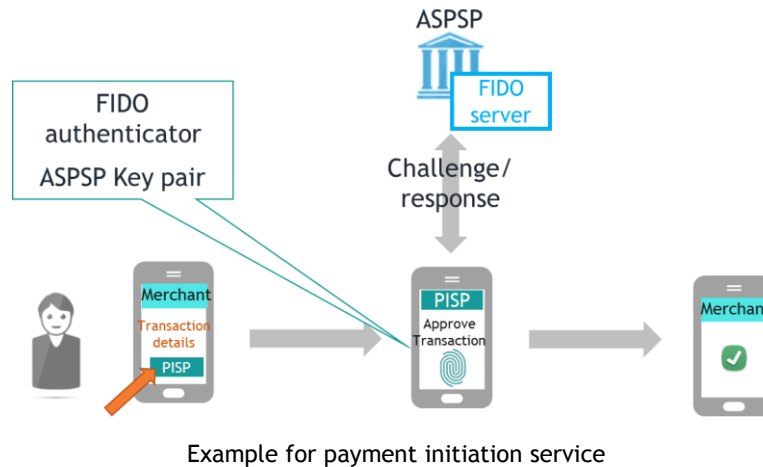 ASPSP
FIDO
server
FIDO
authenticator
ASPSP Key pair
Challenge/
response
Merchant
Transaction
details
PISP
PISP
Approve
Transaction
Merchan
Example for payment initiation service